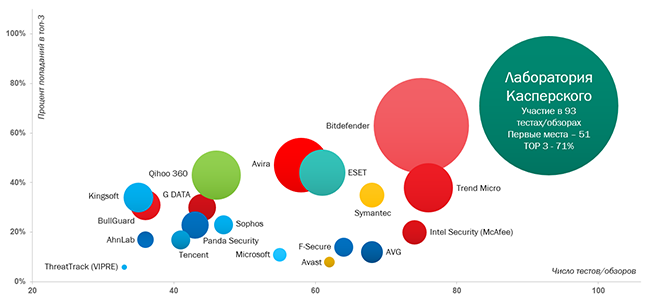 Процент попаданий в топ-3
100%
80%
60%
40%
20%
0%
Лаборатория
Касперского
Участие в 93
тестах/обзорах
Первые места – 51
TOP 3 - 71%
Bitdefender
Avira
ESET
Qihoo 360
Kingsoft
G DATA
Trend Micro
Symantec
BullGuard
Sophos
Intel Security (McAfee)
AhnLab
Panda Security
Tencent
Microsoft
F-Secure
AVG
Avast
ThreatTrack (VIPRE)
Число тестов/обзоров
20
40
60
80
100